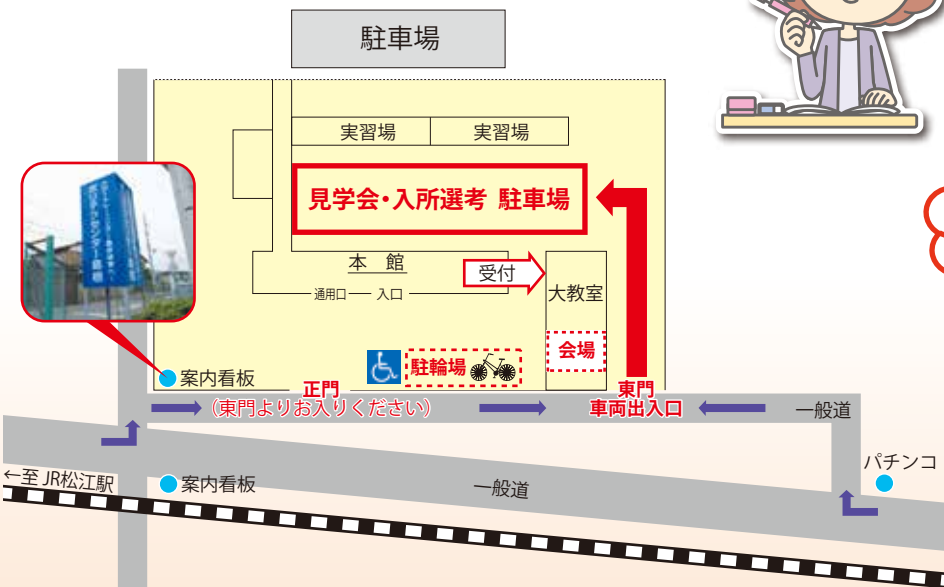 駐車場
実習場
実習場
見学会・入所選考 駐車場
本 館
受付
通用口
入口
大教室
会場
駐輪場
案内看板
正門
(東門よりお入りください)
東門
車両出入口
一般道
パチンコ
←至 JR松江駅
案内看板
一般道